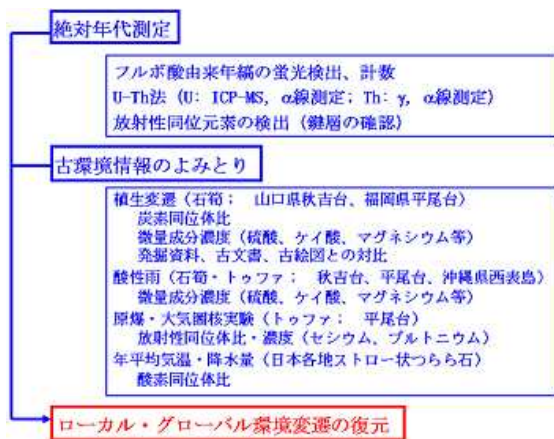 絶対年代測定
フルボ酸由来年縞の蛍光検出、計数
U-Th法 (U: ICP-MS, α線測定; Th: γ, α線測定)
放射性同位元素の検出 (鍵層の確認)
古環境情報のよみとり
植生変遷 (石筍; 山口県秋吉台、福岡県平尾台)
炭素同位体比
微量成分濃度 (硫酸、ケイ酸、マグネシウム等)
発掘資料、古文書、古絵図との対比
酸性雨 (石筍・トゥファ; 秋吉台、平尾台、沖縄県西表島)
微量成分濃度 (硫酸、ケイ酸、マグネシウム等)
原爆・大気圏核実験 (トゥファ; 平尾台)
放射性同位体比・濃度 (セシウム、プルトニウム)
年平均気温・降水量 (日本各地ストロー状つらら石)
酸素同位体比
ローカル・グローバル環境変遷の復元